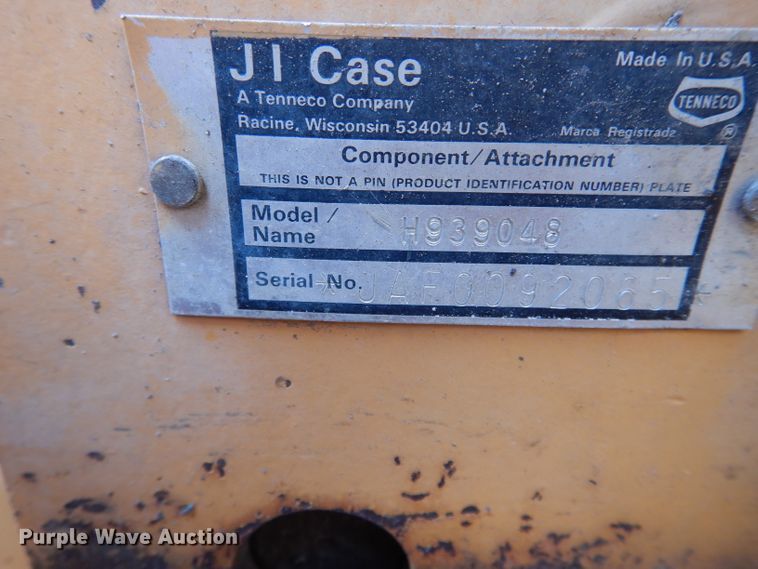 J I Case
Made In U.S.A.
A Tenneco Company
TENNECO
Racine, Wisconsin 53404 U.S.A.
Marca Registrada ®
Component/Attachment
THIS IS NOT A PIN (PRODUCT IDENTIFICATION NUMBER) PLATE
Model/
Name H939048
Serial No. *JAF0092065*
Purple Wave Auction